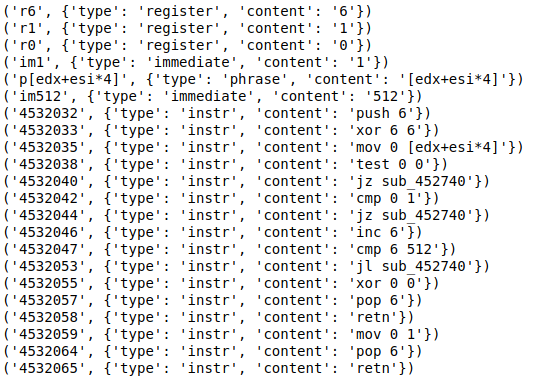 ('r6', {'type': 'register', 'content': '6'})
('r1', {'type': 'register', 'content': '1'})
('r0', {'type': 'register', 'content': '0'})
('im1', {'type': 'immediate', 'content': '1'})
('p[edx+esi*4]', {'type': 'phrase', 'content': '[edx+esi*4]'})
('im512', {'type': 'immediate', 'content': '512'})
('4532032', {'type': 'instr', 'content': 'push 6'})
('4532033', {'type': 'instr', 'content': 'xor 6 6'})
('4532035', {'type': 'instr', 'content': 'mov 0 [edx+esi*4]'})
('4532038', {'type': 'instr', 'content': 'test 0 0'})
('4532040', {'type': 'instr', 'content': 'jz sub_452740'})
('4532042', {'type': 'instr', 'content': 'cmp 0 1'})
('4532044', {'type': 'instr', 'content': 'jz sub_452740'})
('4532046', {'type': 'instr', 'content': 'inc 6'})
('4532047', {'type': 'instr', 'content': 'cmp 6 512'})
('4532053', {'type': 'instr', 'content': 'jl sub_452740'})
('4532055', {'type': 'instr', 'content': 'xor 0 0'})
('4532057', {'type': 'instr', 'content': 'pop 6'})
('4532058', {'type': 'instr', 'content': 'retn'})
('4532059', {'type': 'instr', 'content': 'mov 0 1'})
('4532064', {'type': 'instr', 'content': 'pop 6'})
('4532065', {'type': 'instr', 'content': 'retn'})